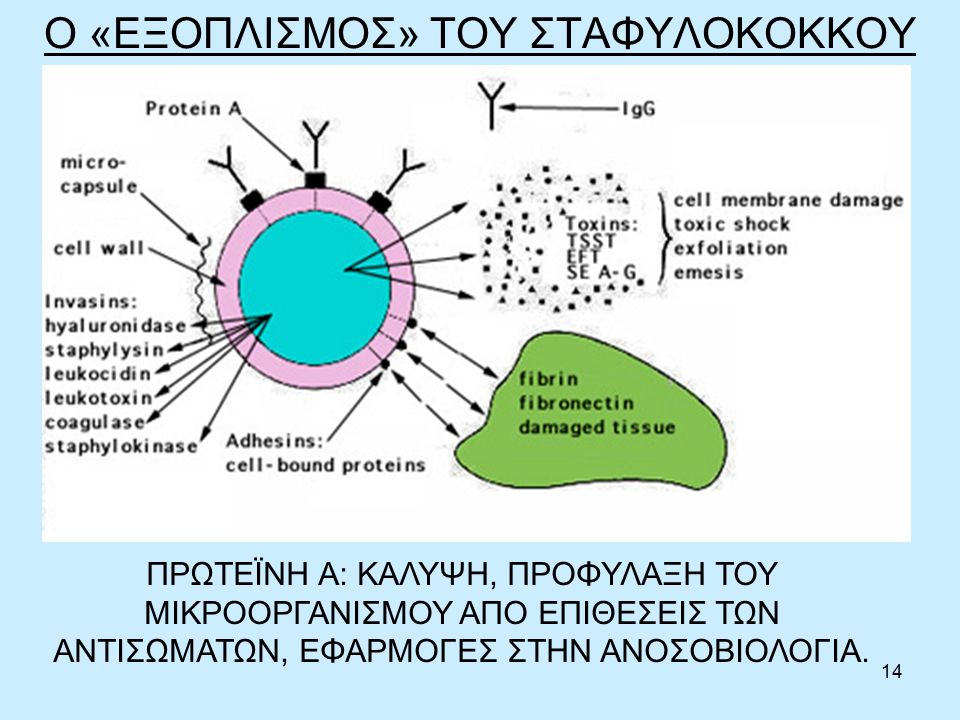 Ο «ΕΞΟΠΛΙΣΜΟΣ» ΤΟΥ ΣΤΑΦΥΛΟΚΟΚΚΟΥ
Protein A
IgG
micro-
capsule
cell wall
Invasins:
hyaluronidase
staphylysin
leukocidin
leukotoxin
coagulase
staphylokinase
Toxins:
TSST
EFT
SE A-G
cell membrane damage
toxic shock
exfoliation
emesis
fibrin
fibronectin
damaged tissue
Adhesins:
cell-bound proteins
ΠΡΩΤΕΪΝΗ Α: ΚΑΛΥΨΗ, ΠΡΟΦΥΛΑΞΗ ΤΟΥ
ΜΙΚΡΟΟΡΓΑΝΙΣΜΟΥ ΑΠΟ ΕΠΙΘΕΣΕΙΣ ΤΩΝ
ΑΝΤΙΣΩΜΑΤΩΝ, ΕΦΑΡΜΟΓΕΣ ΣΤΗΝ ΑΝΟΣΟΒΙΟΛΟΓΙΑ.
14